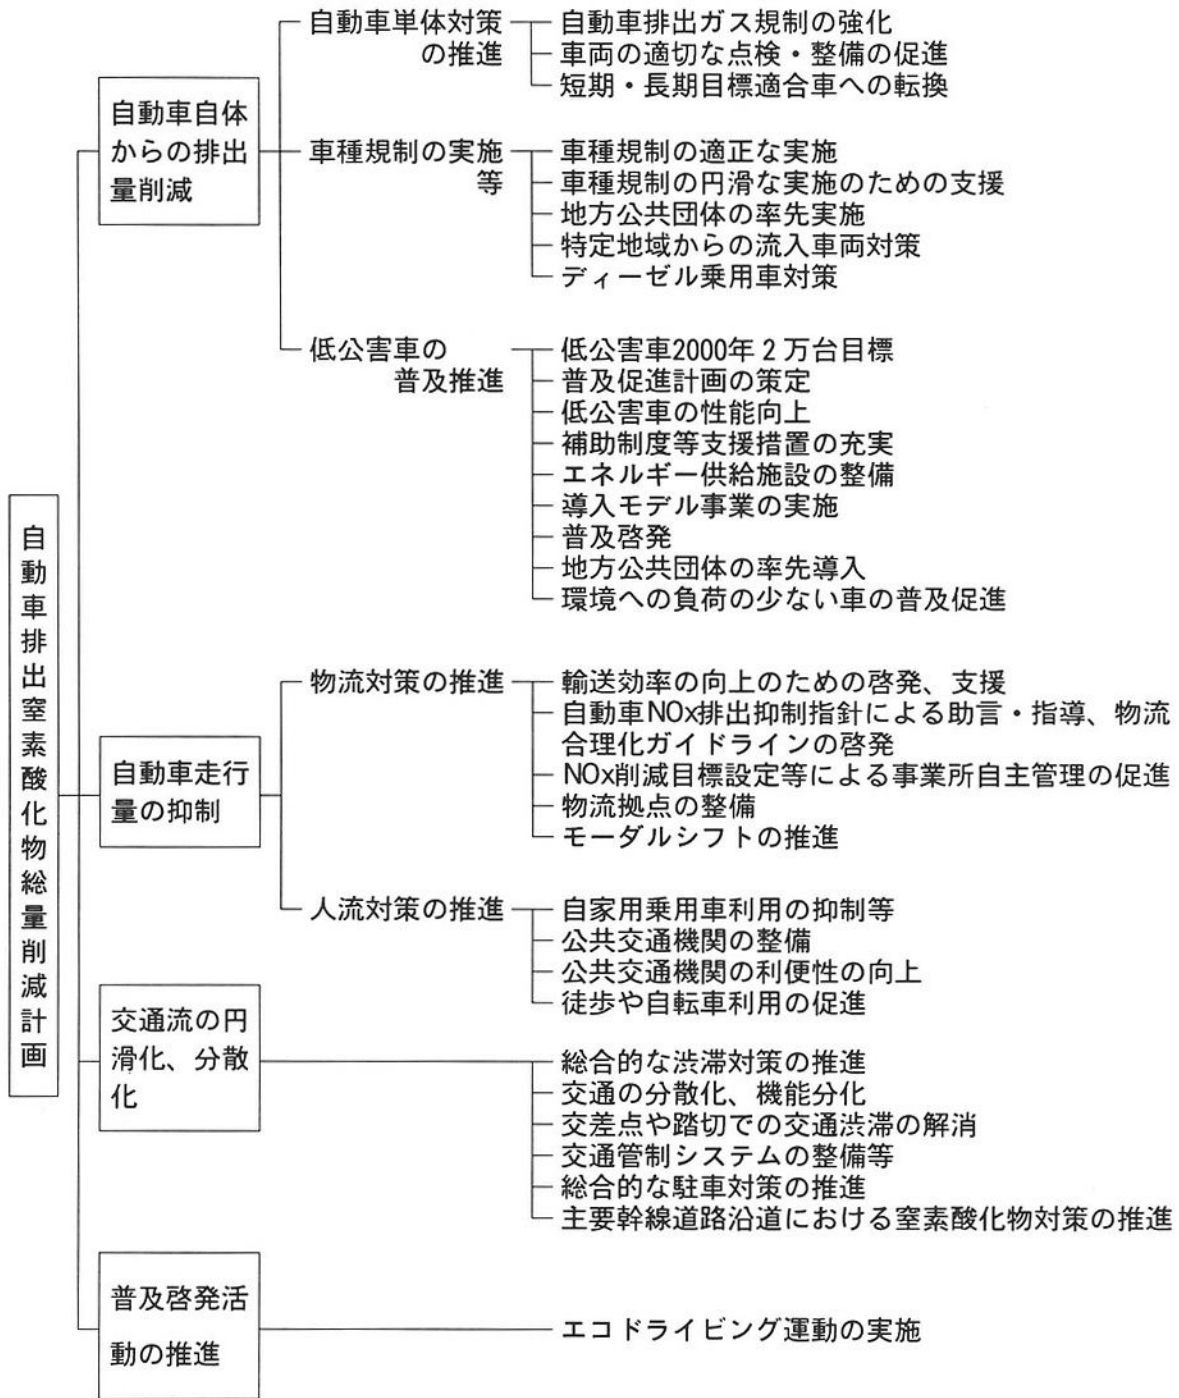 自動車排出窒素酸化物総量削減計画
自動車自体
からの排出
量削減
自動車単体対策
の推進
自動車排出ガス規制の強化
車両の適切な点検・整備の促進
短期・長期目標適合車への転換
車種規制の実施
等
車種規制の適正な実施
車種規制の円滑な実施のための支援
地方公共団体の率先実施
特定地域からの流入車両対策
ディーゼル乗用車対策
低公害車の
普及推進
低公害車2000年2万台目標
普及促進計画の策定
低公害車の性能向上
補助制度等支援措置の充実
エネルギー供給施設の整備
導入モデル事業の実施
普及啓発
地方公共団体の率先導入
環境への負荷の少ない車の普及促進
自動車走行
量の抑制
物流対策の推進
輸送効率の向上のための啓発、支援
自動車NOx排出抑制指針による助言・指導、物流
合理化ガイドラインの啓発
NOx削減目標設定等による事業所自主管理の促進
物流拠点の整備
モーダルシフトの推進
人流対策の推進
自家用乗用車利用の抑制等
公共交通機関の整備
公共交通機関の利便性の向上
徒歩や自転車利用の促進
交通流の円
滑化、分散
化
総合的な渋滞対策の推進
交通の分散化、機能分化
交差点や踏切での交通渋滞の解消
交通管制システムの整備等
総合的な駐車対策の推進
主要幹線道路沿道における窒素酸化物対策の推進
普及啓発活
動の推進
エコドライビング運動の実施